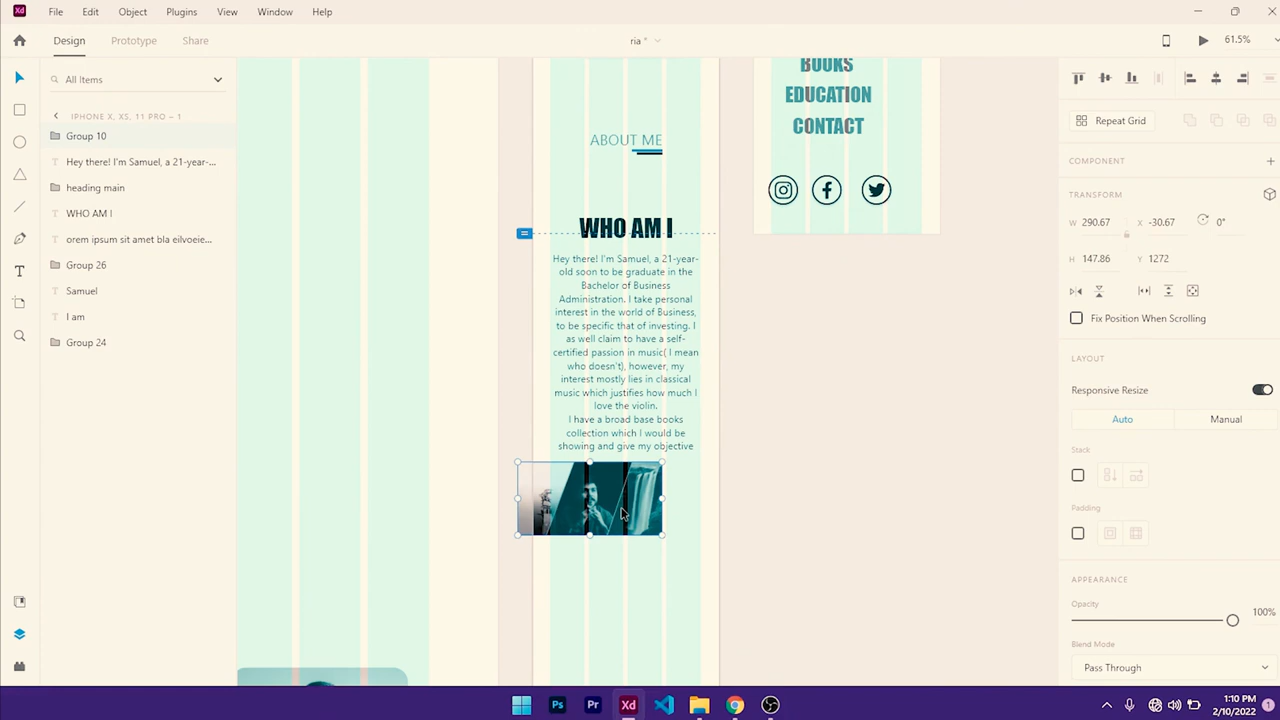 Xd File Edit Object Plugins View Window Help
Design Prototype Share
ria *
61.5%
All Items
IPHONE X, XS, 11 PRO – 1
Group 10
Hey there! I'm Samuel, a 21-year-...
heading main
WHO AM I
orem ipsum sit amet bla eilvoeie...
Group 26
Samuel
I am
Group 24
ABOUT ME
WHO AM I
Hey there! I'm Samuel, a 21-year-
old soon to be graduate in the
Bachelor of Business
Administration. I take personal
interest in the world of Business,
to be specific that of investing. I
as well claim to have a self-
certified passion in music( I mean
who doesn't), however, my
interest mostly lies in classical
music which justifies how much I
love the violin.
I have a broad base books
collection which I would be
showing and give my objective
BOOKS
EDUCATION
CONTACT
Repeat Grid
COMPONENT
TRANSFORM
W 290.67 X -30.67 0°
H 147.86 Y 1272
Fix Position When Scrolling
LAYOUT
Responsive Resize
Auto Manual
Stack
Padding
APPEARANCE
Opacity
100%
Blend Mode
Pass Through
Ps Pr Xd
1:10 PM
2/10/2022